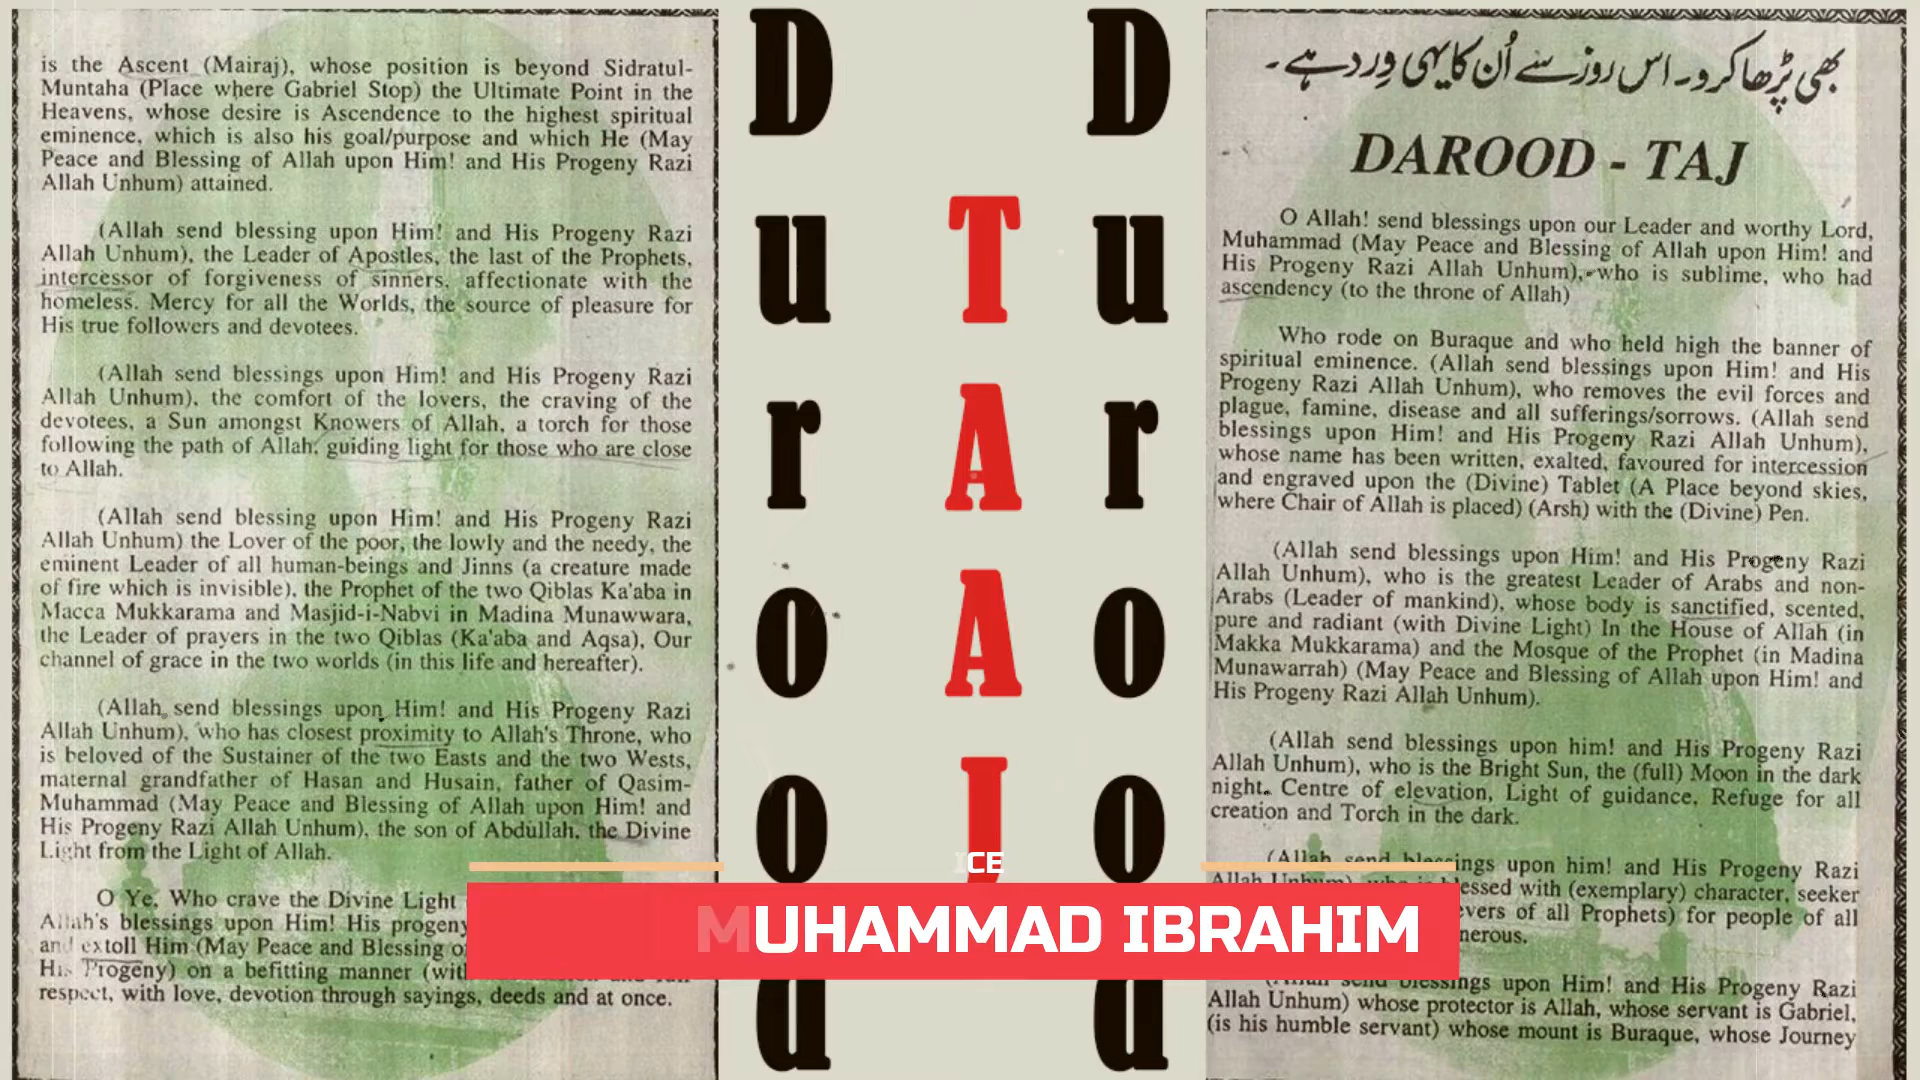 is the Ascent (Mairaj), whose position is beyond Sidratul-
Muntaha (Place where Gabriel Stop) the Ultimate Point in the
Heavens, whose desire is Ascendence to the highest spiritual
eminence, which is also his goal/purpose and which He (May
Peace and Blessing of Allah upon Him! and His Progeny Razi
Allah Unhum) attained.
(Allah send blessing upon Him! and His Progeny Razi
Allah Unhum), the Leader of Apostles, the last of the Prophets,
intercessor of forgiveness of sinners, affectionate with the
homeless. Mercy for all the Worlds, the source of pleasure for
His true followers and devotees.
(Allah send blessings upon Him! and His Progeny Razi
Allah Unhum), the comfort of the lovers, the craving of the
devotees, a Sun amongst Knowers of Allah, a torch for those
following the path of Allah, guiding light for those who are close
to Allah.
(Allah send blessing upon Him! and His Progeny Razi
Allah Unhum) the Lover of the poor, the lowly and the needy, the
eminent Leader of all human-beings and Jinns (a creature made
of fire which is invisible), the Prophet of the two Qiblas Ka'aba in
Macca Mukkarama and Masjid-i-Nabvi in Madina Munawwara,
the Leader of prayers in the two Qiblas (Ka'aba and Aqsa), Our
channel of grace in the two worlds (in this life and hereafter).
(Allah send blessings upon Him! and His Progeny Razi
Allah Unhum), who has closest proximity to Allah's Throne, who
is beloved of the Sustainer of the two Easts and the two Wests,
maternal grandfather of Hasan and Husain, father of Qasim-
Muhammad (May Peace and Blessing of Allah upon Him! and
His Progeny Razi Allah Unhum), the son of Abdullah, the Divine
Light from the Light of Allah.
O Ye, Who crave the Divine Light
Allah's blessings upon Him! His progeny
and extoll Him (May Peace and Blessing of
His Progeny) on a befitting manner (with
respect, with love, devotion through sayings, deeds and at once.
Durood
TAAJ
Durood
بھی پڑھا کرو۔ اس روز سے اُن کا یہی وِرد ہے۔
DAROOD - TAJ
O Allah! send blessings upon our Leader and worthy Lord,
Muhammad (May Peace and Blessing of Allah upon Him! and
His Progeny Razi Allah Unhum), who is sublime, who had
ascendency (to the throne of Allah)
Who rode on Buraque and who held high the banner of
spiritual eminence. (Allah send blessings upon Him! and His
Progeny Razi Allah Unhum), who removes the evil forces and
plague, famine, disease and all sufferings/sorrows. (Allah send
blessings upon Him! and His Progeny Razi Allah Unhum),
whose name has been written, exalted, favoured for intercession
and engraved upon the (Divine) Tablet (A Place beyond skies,
where Chair of Allah is placed) (Arsh) with the (Divine) Pen.
(Allah send blessings upon Him! and His Progeny Razi
Allah Unhum), who is the greatest Leader of Arabs and non-
Arabs (Leader of mankind), whose body is sanctified, scented,
pure and radiant (with Divine Light) In the House of Allah (in
Makka Mukkarama) and the Mosque of the Prophet (in Madina
Munawarrah) (May Peace and Blessing of Allah upon Him! and
His Progeny Razi Allah Unhum).
(Allah send blessings upon him! and His Progeny Razi
Allah Unhum), who is the Bright Sun, the (full) Moon in the dark
night. Centre of elevation, Light of guidance, Refuge for all
creation and Torch in the dark.
(Allah send blessings upon him! and His Progeny Razi
Allah Unhum), who is blessed with (exemplary) character, seeker
of all Prophets) for people of all
(Allah send blessings upon Him! and His Progeny Razi
Allah Unhum) whose protector is Allah, whose servant is Gabriel,
(is his humble servant) whose mount is Buraque, whose Journey
ICE
MUHAMMAD IBRAHIM